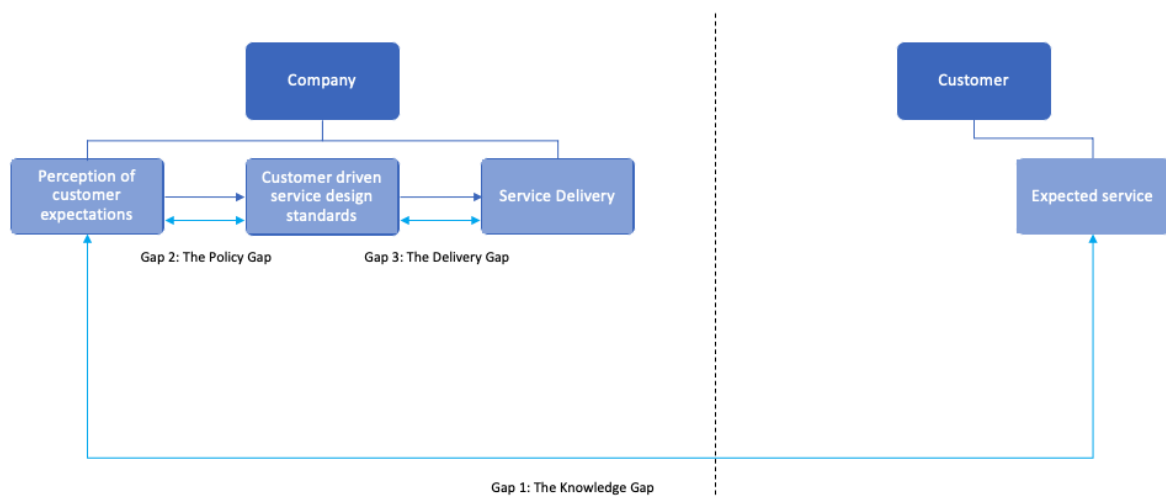 Company
Customer
Perception of
customer
expectations
Customer driven
service design
standards
Service Delivery
Expected service
Gap 2: The Policy Gap
Gap 3: The Delivery Gap
Gap 1: The Knowledge Gap